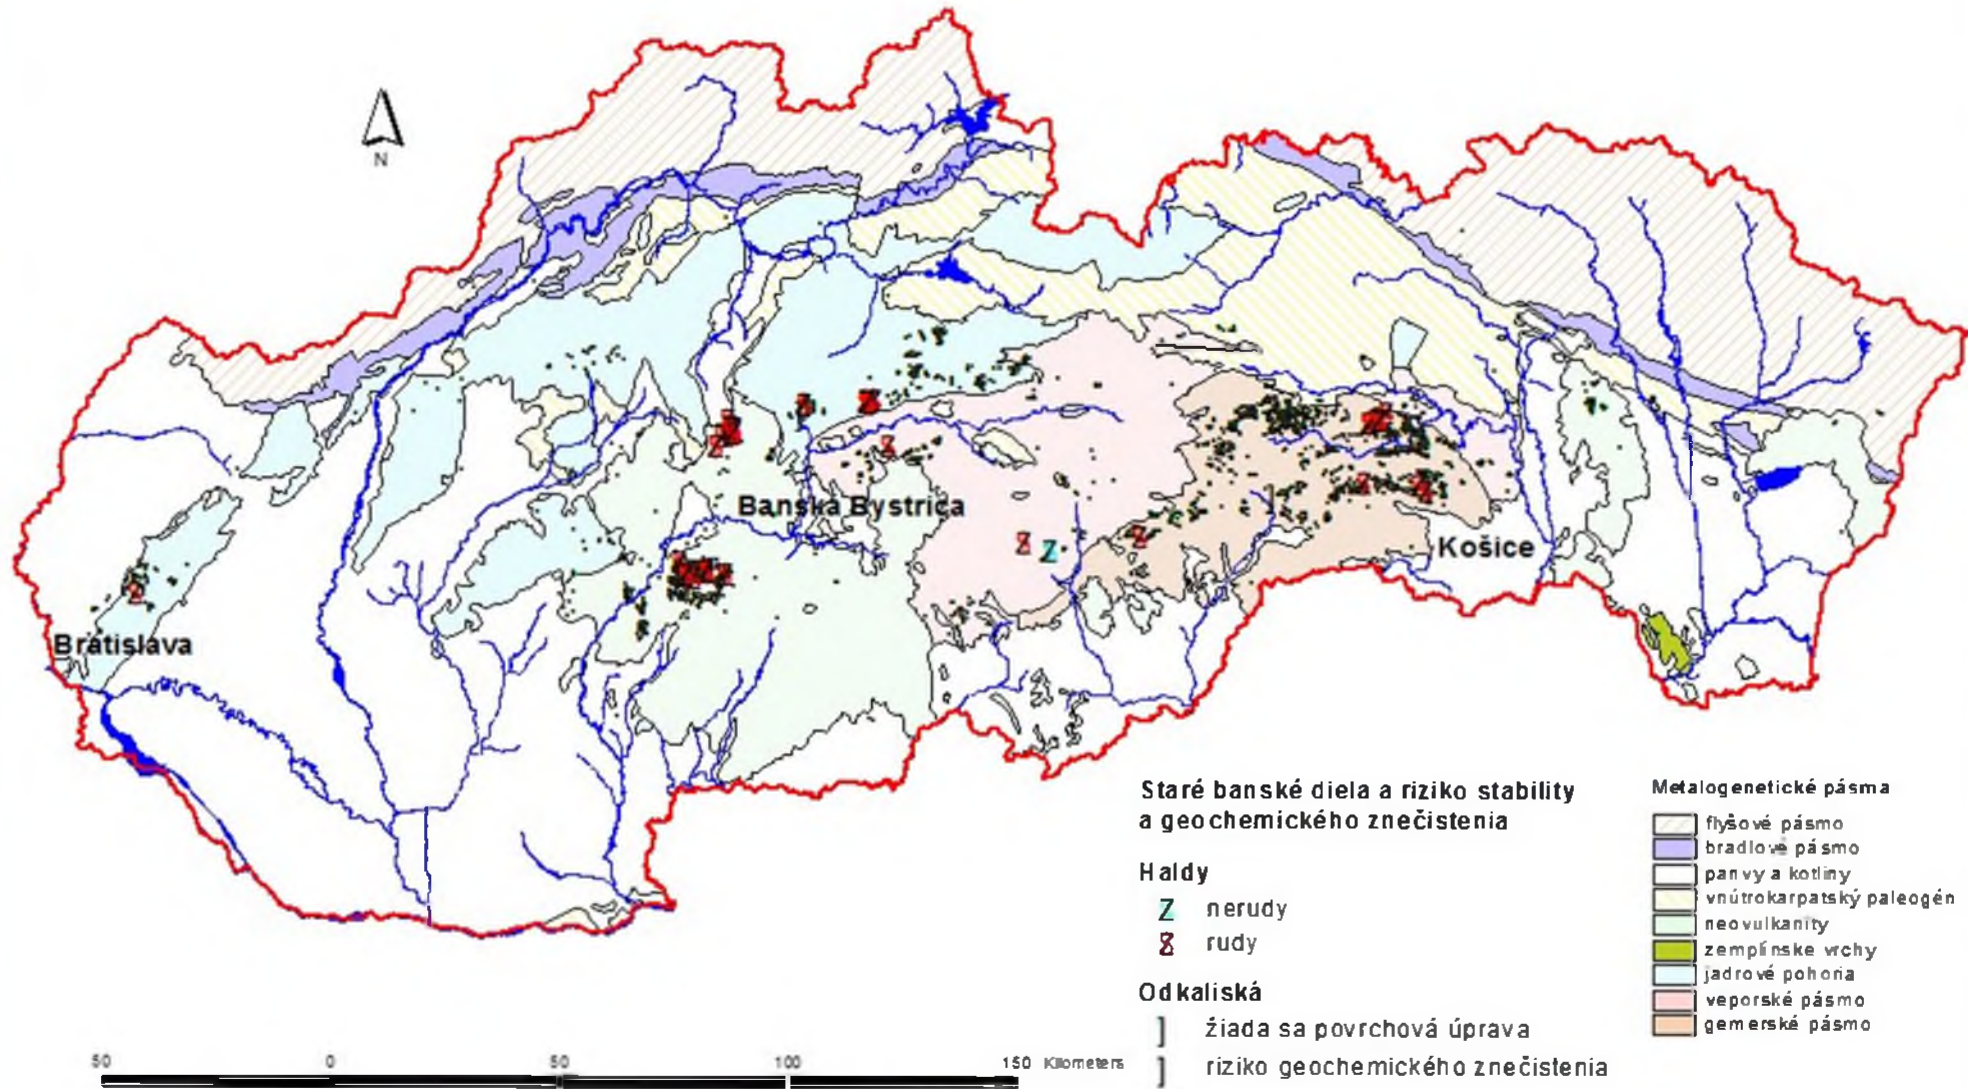 N
Banská Bystrica
Košice
Bratislava
Staré banské diela a riziko stability
a geochemického znečistenia
Haldy
nerudy
rudy
Odkaliská
žiada sa povrchová úprava
riziko geochemického znečistenia
Metalogenetické pásma
flyšové pásmo
bradlové pásmo
panvy a kotliny
vnútrokarpatský paleogén
neovulkanity
zemplínske vrchy
jadrové pohoria
veporské pásmo
gemerské pásmo
50 0 50 100 150 Kilometers